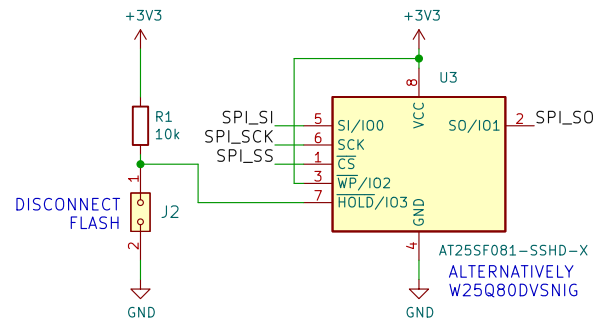 +3V3
+3V3
R1
10k
1
J2
DISCONNECT
FLASH
2
GND
U3
8
VCC
SPI_SI
5
SI/IO0
SPI_SCK
6
SCK
SPI_SS
1
CS
3
WP/IO2
7
HOLD/IO3
SO/IO1
2
SPI_SO
GND
4
AT25SF081-SSHD-X
ALTERNATIVELY
W25Q80DVSNIG
GND